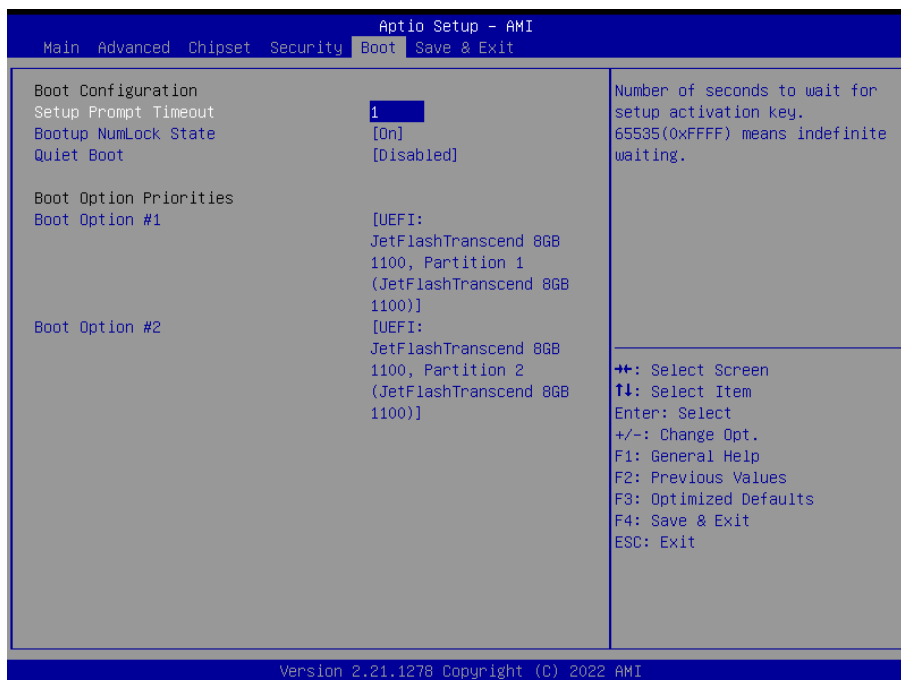 Aptio Setup – AMI
Main Advanced Chipset Security Boot Save & Exit
Boot Configuration
Setup Prompt Timeout 1
Bootup NumLock State [On]
Quiet Boot [Disabled]
Boot Option Priorities
Boot Option #1 [UEFI:
JetFlashTranscend 8GB
1100, Partition 1
(JetFlashTranscend 8GB
1100)]
Boot Option #2 [UEFI:
JetFlashTranscend 8GB
1100, Partition 2
(JetFlashTranscend 8GB
1100)]
Number of seconds to wait for
setup activation key.
65535(0xFFFF) means indefinite
waiting.
→←: Select Screen
↑↓: Select Item
Enter: Select
+/-: Change Opt.
F1: General Help
F2: Previous Values
F3: Optimized Defaults
F4: Save & Exit
ESC: Exit
Version 2.21.1278 Copyright (C) 2022 AMI